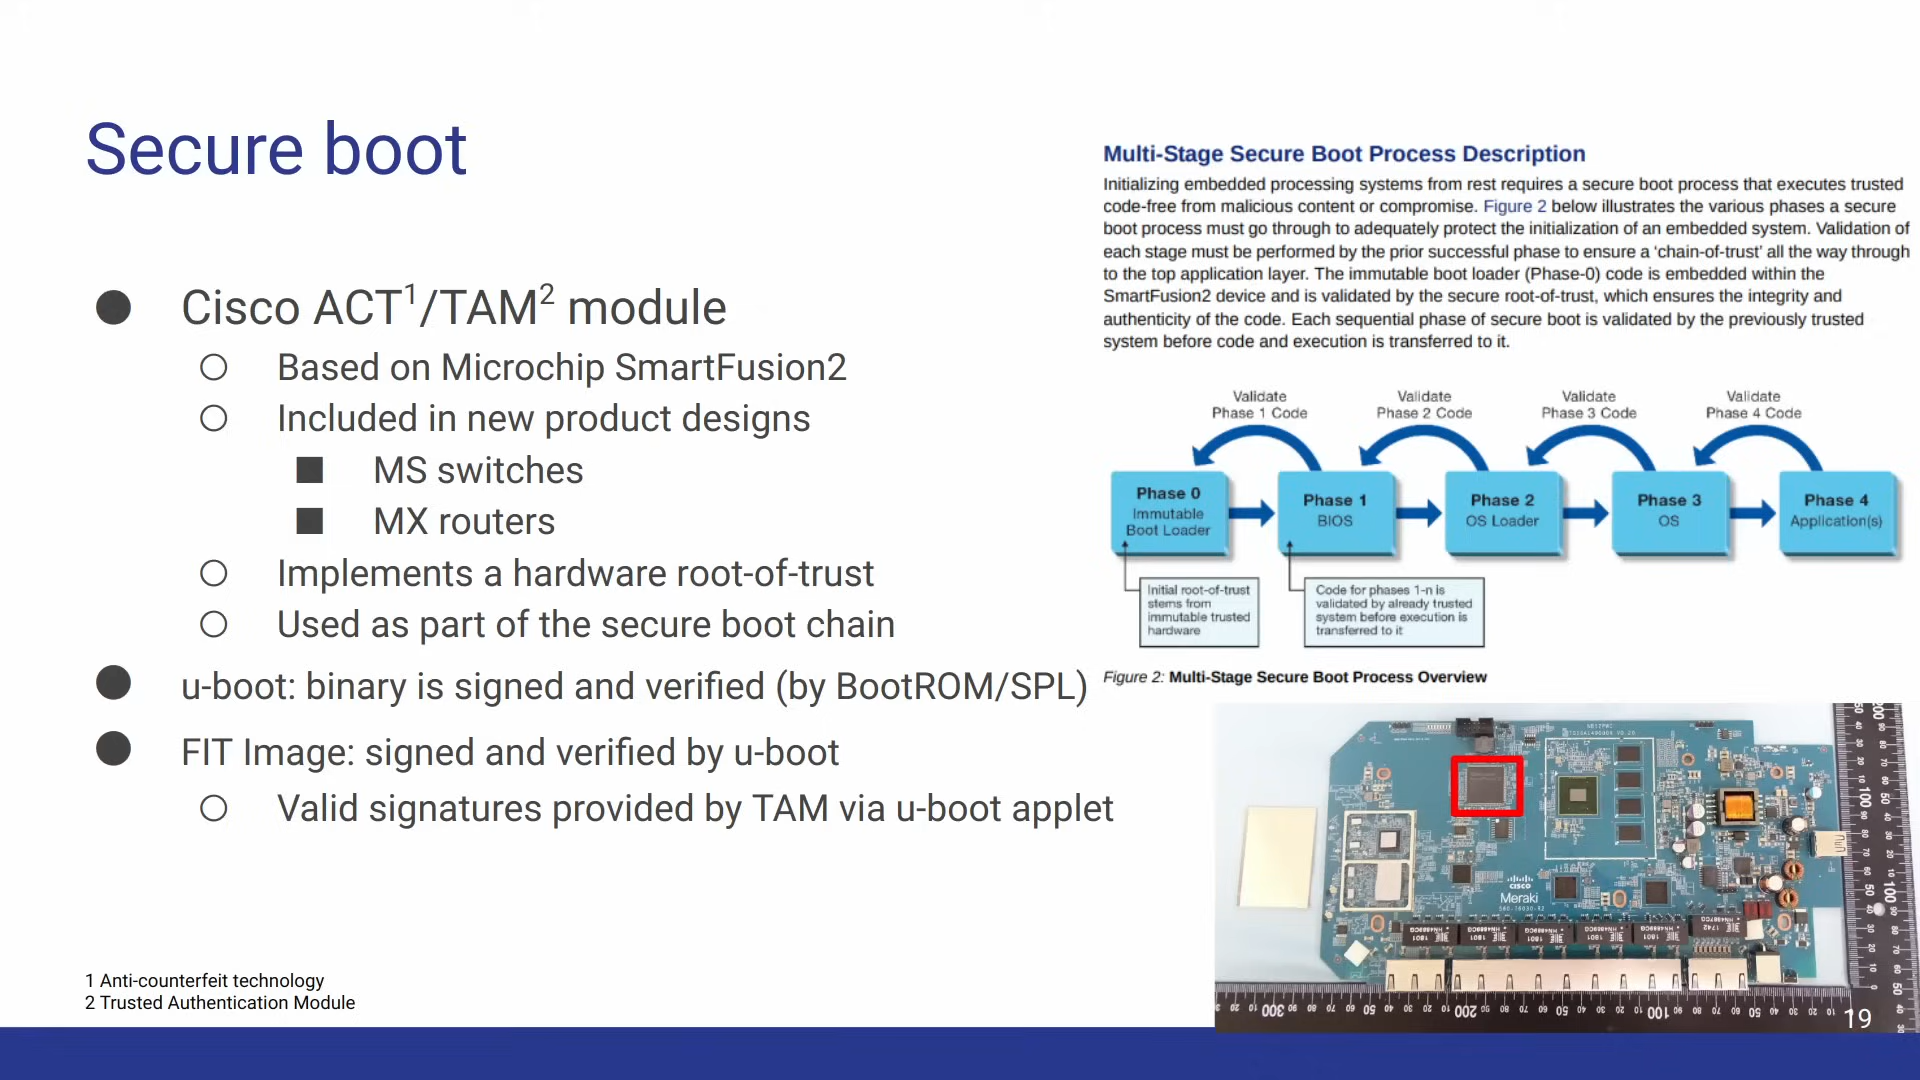 Secure boot
Cisco ACT1/TAM2 module
Based on Microchip SmartFusion2
Included in new product designs
MS switches
MX routers
Implements a hardware root-of-trust
Used as part of the secure boot chain
u-boot: binary is signed and verified (by BootROM/SPL)
FIT Image: signed and verified by u-boot
Valid signatures provided by TAM via u-boot applet
1 Anti-counterfeit technology
2 Trusted Authentication Module
Multi-Stage Secure Boot Process Description
Initializing embedded processing systems from rest requires a secure boot process that executes trusted
code-free from malicious content or compromise. Figure 2 below illustrates the various phases a secure
boot process must go through to adequately protect the initialization of an embedded system. Validation of
each stage must be performed by the prior successful phase to ensure a ‘chain-of-trust’ all the way through
to the top application layer. The immutable boot loader (Phase-0) code is embedded within the
SmartFusion2 device and is validated by the secure root-of-trust, which ensures the integrity and
authenticity of the code. Each sequential phase of secure boot is validated by the previously trusted
system before code and execution is transferred to it.
Validate
Phase 1 Code
Validate
Phase 2 Code
Validate
Phase 3 Code
Validate
Phase 4 Code
Phase 0
Immutable
Boot Loader
Phase 1
BIOS
Phase 2
OS Loader
Phase 3
OS
Phase 4
Application(s)
Initial root-of-trust
stems from
immutable trusted
hardware
Code for phases 1-n is
validated by already trusted
system before execution is
transferred to it
Figure 2: Multi-Stage Secure Boot Process Overview
CISCO
Meraki
19